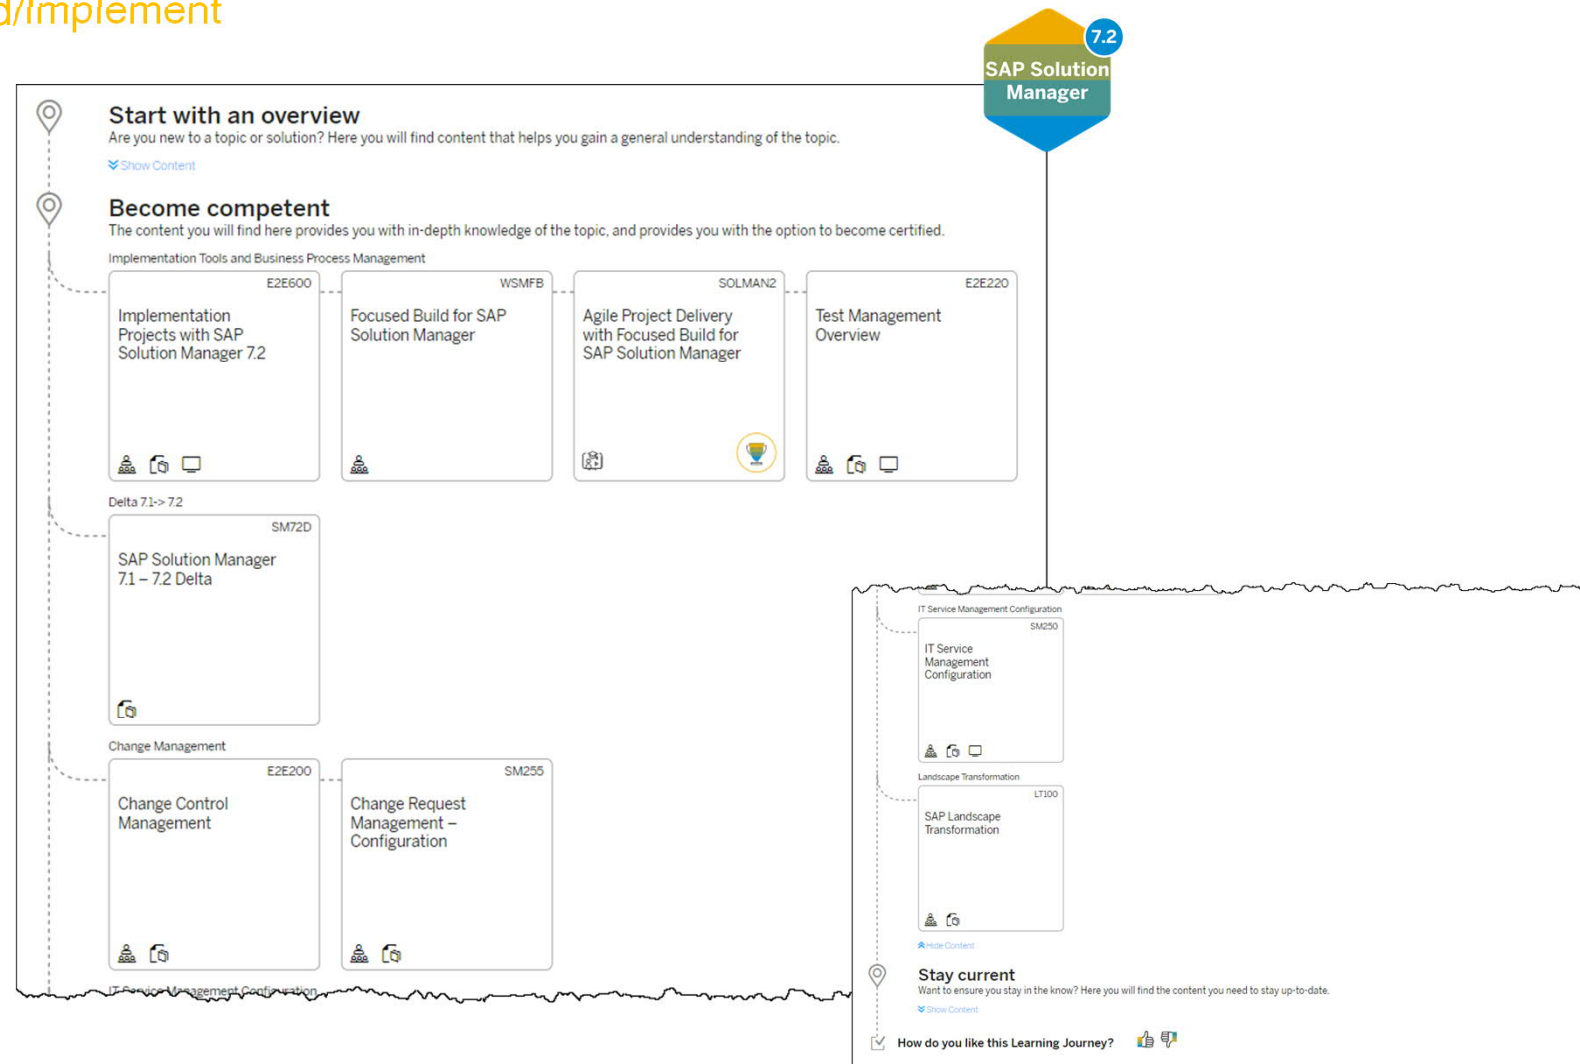 d/Implement
7.2
SAP Solution
Manager
Start with an overview
Are you new to a topic or solution? Here you will find content that helps you gain a general understanding of the topic.
Show Content
Become competent
The content you will find here provides you with in-depth knowledge of the topic, and provides you with the option to become certified.
Implementation Tools and Business Process Management
E2E600
Implementation
Projects with SAP
Solution Manager 7.2
WSMFB
Focused Build for SAP
Solution Manager
SOLMAN2
Agile Project Delivery
with Focused Build for
SAP Solution Manager
E2E220
Test Management
Overview
Delta 7.1-> 7.2
SM72D
SAP Solution Manager
7.1 – 7.2 Delta
Change Management
E2E200
Change Control
Management
SM255
Change Request
Management –
Configuration
IT Service Management Configuration
IT Service Management Configuration
SM250
IT Service
Management
Configuration
Landscape Transformation
LT100
SAP Landscape
Transformation
Hide Content
Stay current
Want to ensure you stay in the know? Here you will find the content you need to stay up-to-date.
Show Content
How do you like this Learning Journey?